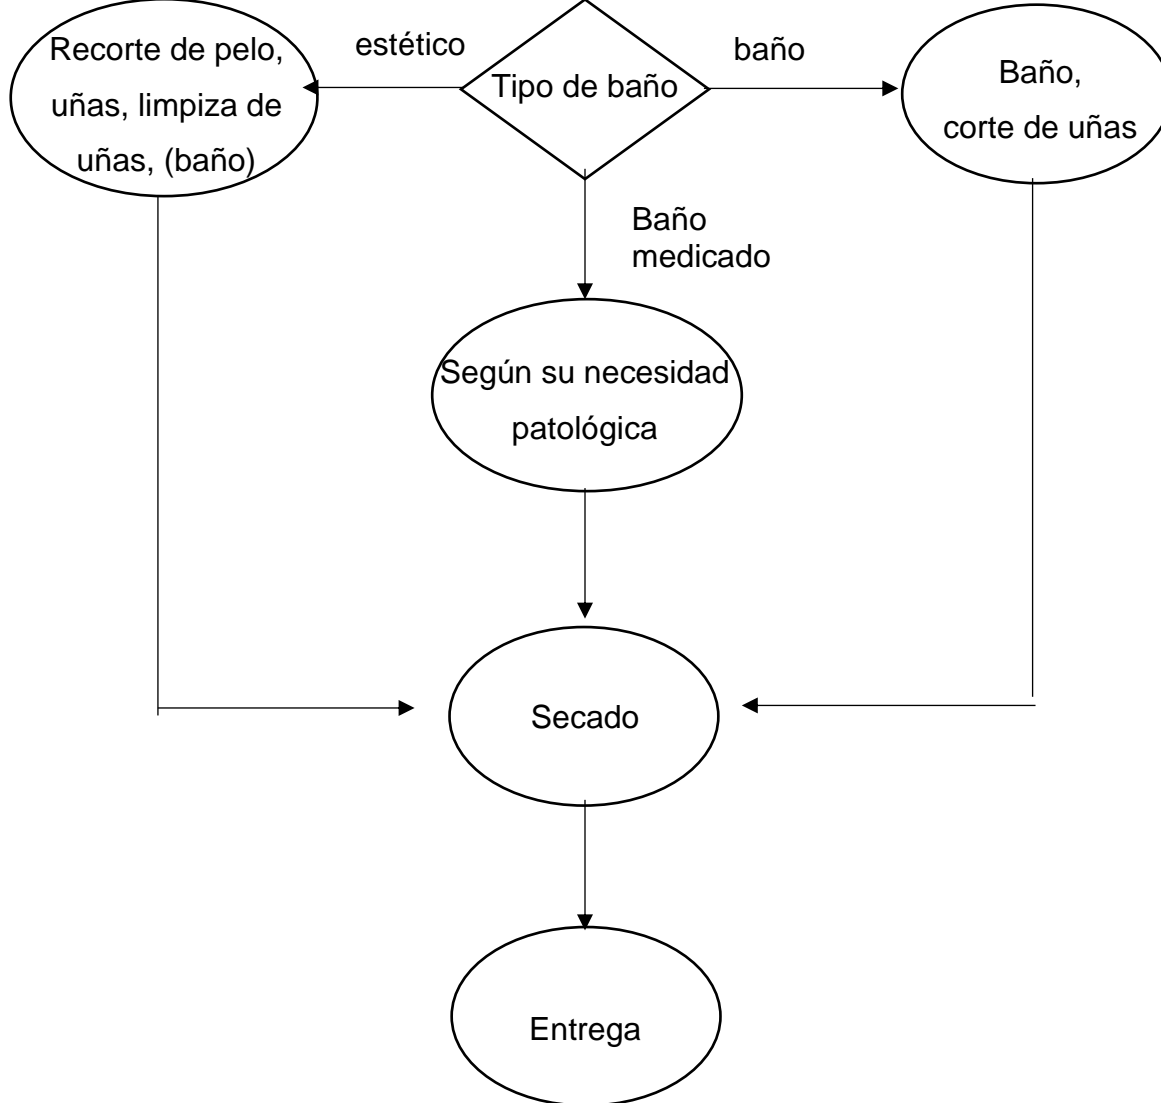 Recorte de pelo,
uñas, limpiza de
uñas, (baño)
estético
Tipo de baño
baño
Baño,
corte de uñas
Baño
medicado
Según su necesidad
patológica
Secado
Entrega